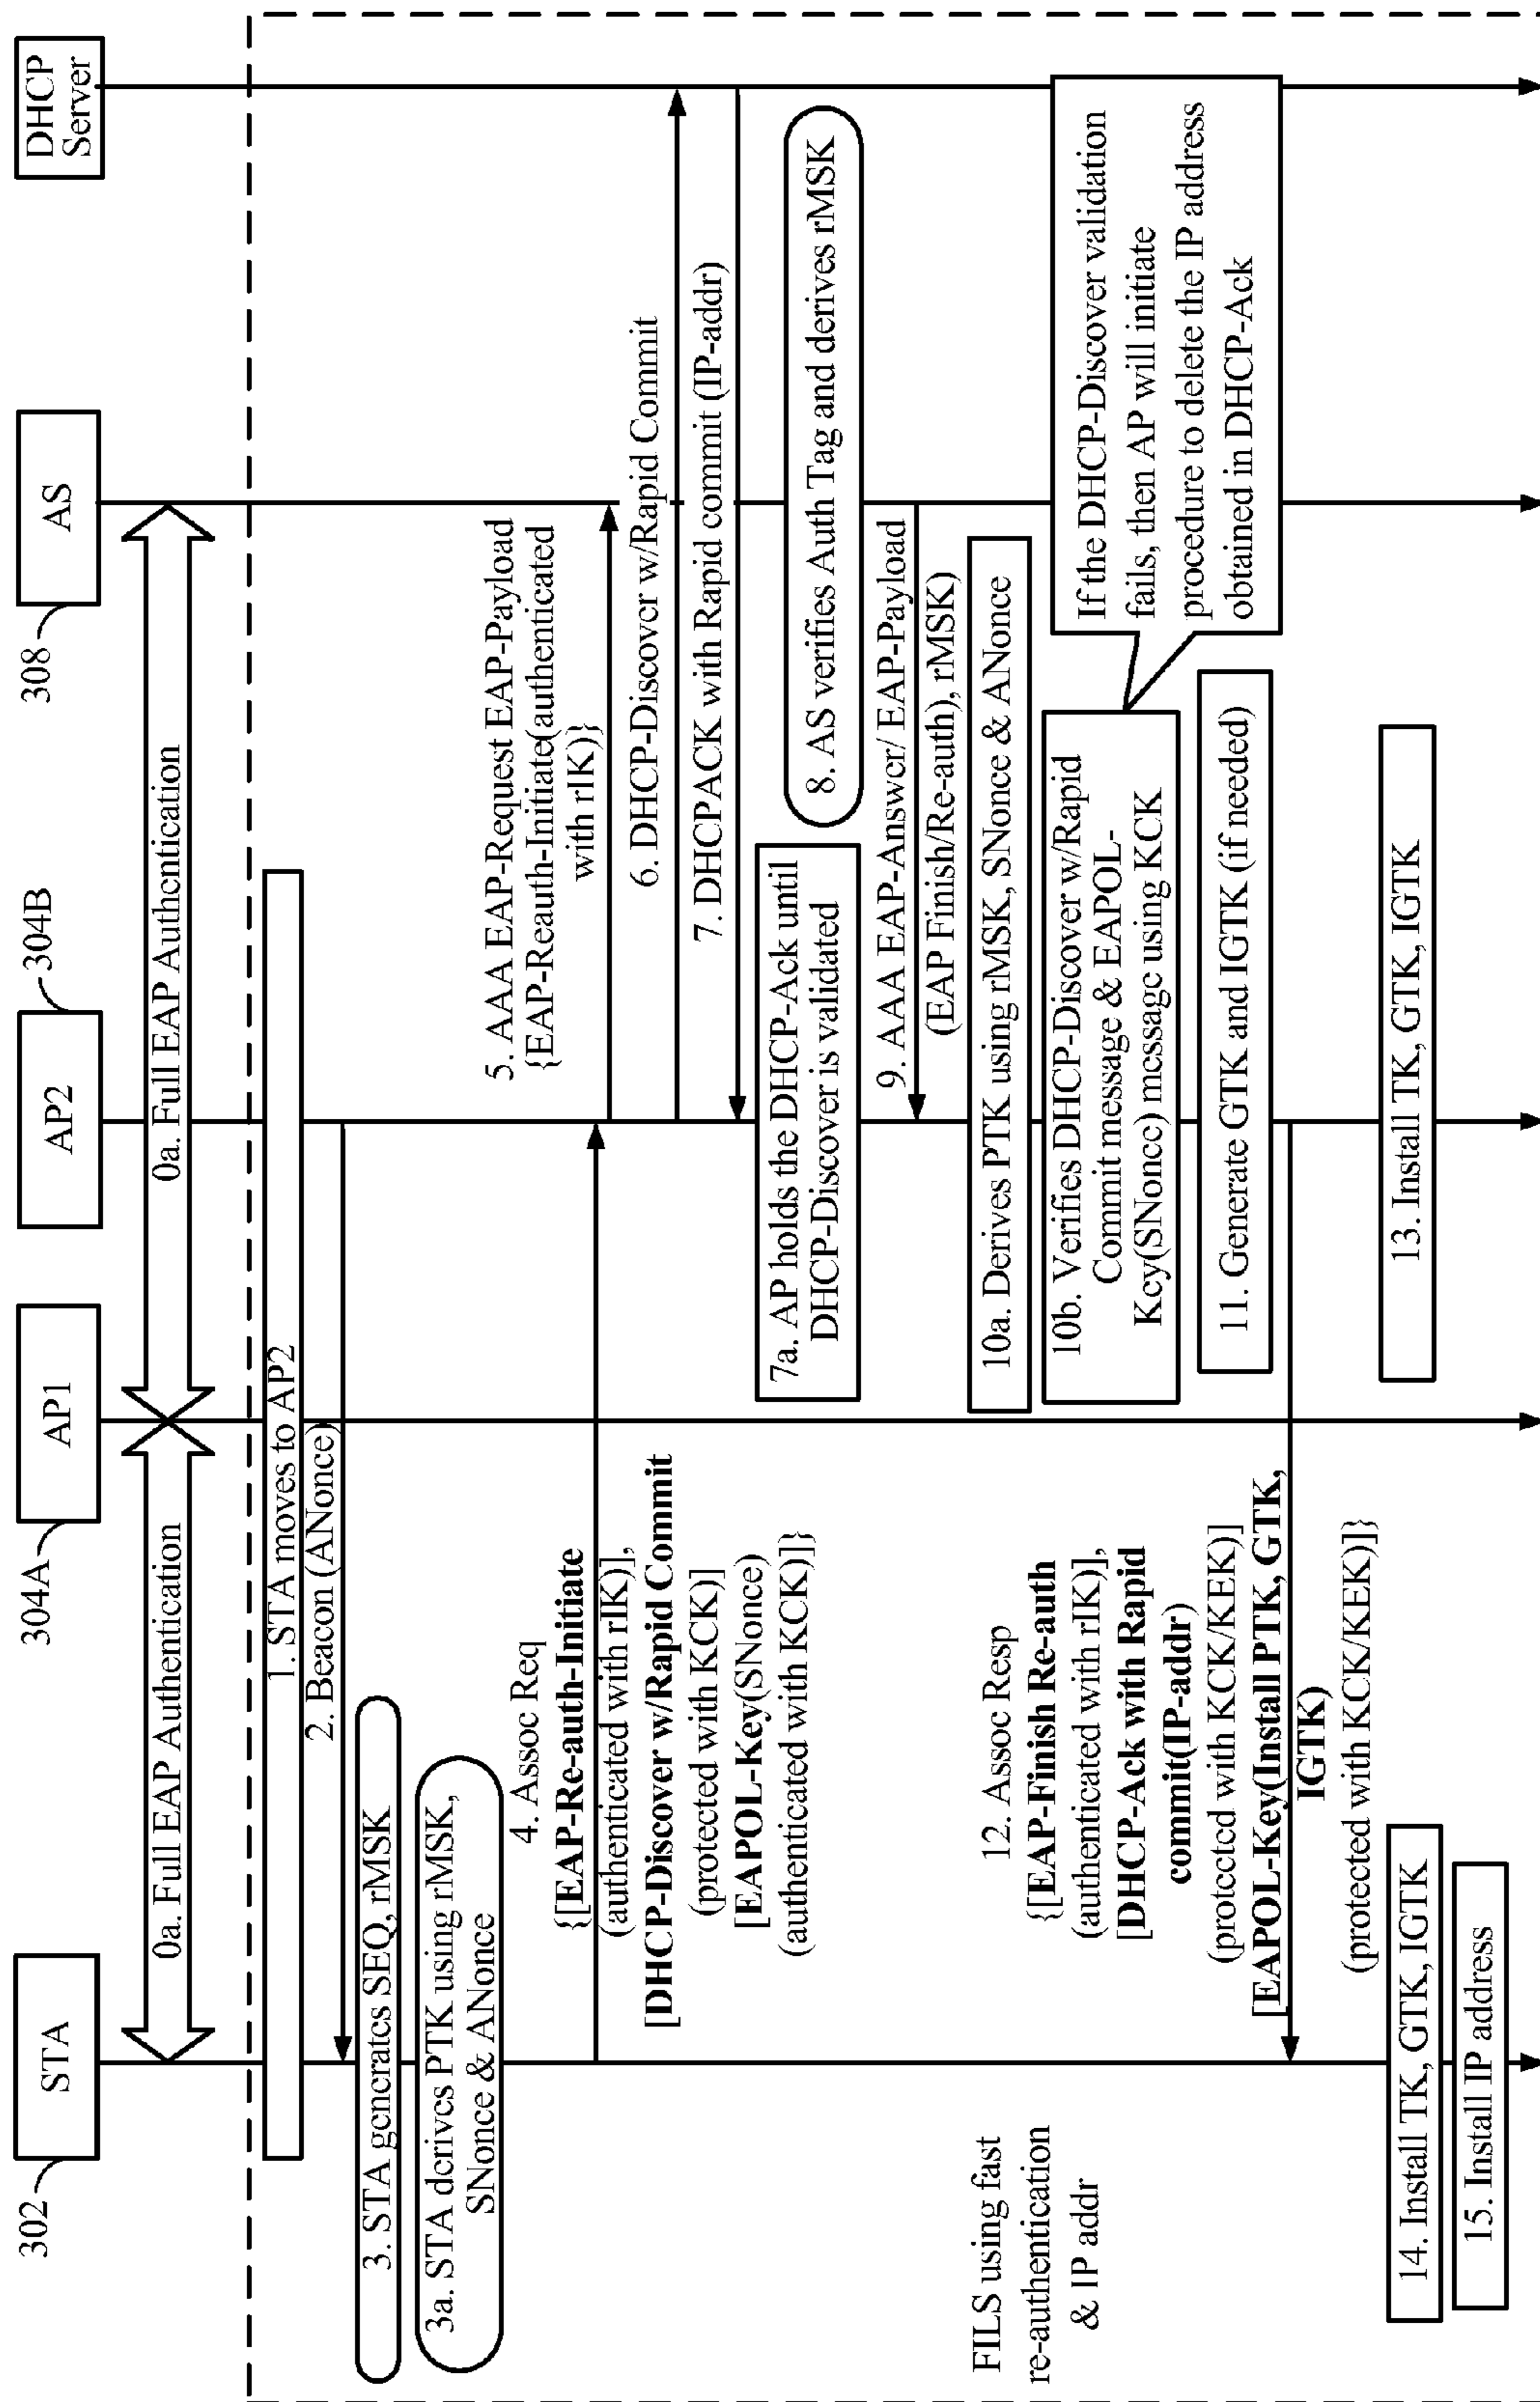 STA
302
AP1
304A
AP2
304B
AS
308
DHCP
Server
0a. Full EAP Authentication
0a. Full EAP Authentication
1. STA moves to AP2
2. Beacon (ANonce)
3. STA generates SEQ, rMSK
3a. STA derives PTK using rMSK,
SNonce & ANonce
4. Assoc Req
{[EAP-Re-auth-Initiate
(authenticated with rIK)],
[DHCP-Discover w/Rapid Commit
(protected with KCK)]
[EAPOL-Key(SNonce)
(authenticated with KCK)]}
5. AAA EAP-Request EAP-Payload
{EAP-Reauth-Initiate(authenticated
with rIK)}
6. DHCP-Discover w/Rapid Commit
7. DHCPACK with Rapid commit (IP-addr)
7a. AP holds the DHCP-Ack until
DHCP-Discover is validated
8. AS verifies Auth Tag and derives rMSK
9. AAA EAP-Answer/ EAP-Payload
(EAP Finish/Re-auth), rMSK)
10a. Derives PTK using rMSK, SNonce & ANonce
10b. Verifies DHCP-Discover w/Rapid
Commit message & EAPOL-
Key(SNonce) message using KCK
If the DHCP-Discover validation
fails, then AP will initiate
procedure to delete the IP address
obtained in DHCP-Ack
11. Generate GTK and IGTK (if needed)
12. Assoc Resp
{[EAP-Finish Re-auth
(authenticated with rIK)],
[DHCP-Ack with Rapid
commit(IP-addr)
(protected with KCK/KEK)]
[EAPOL-Key(Install PTK, GTK,
IGTK)
(protected with KCK/KEK)]}
FILS using fast
re-authentication
& IP addr
13. Install TK, GTK, IGTK
14. Install TK, GTK, IGTK
15. Install IP address